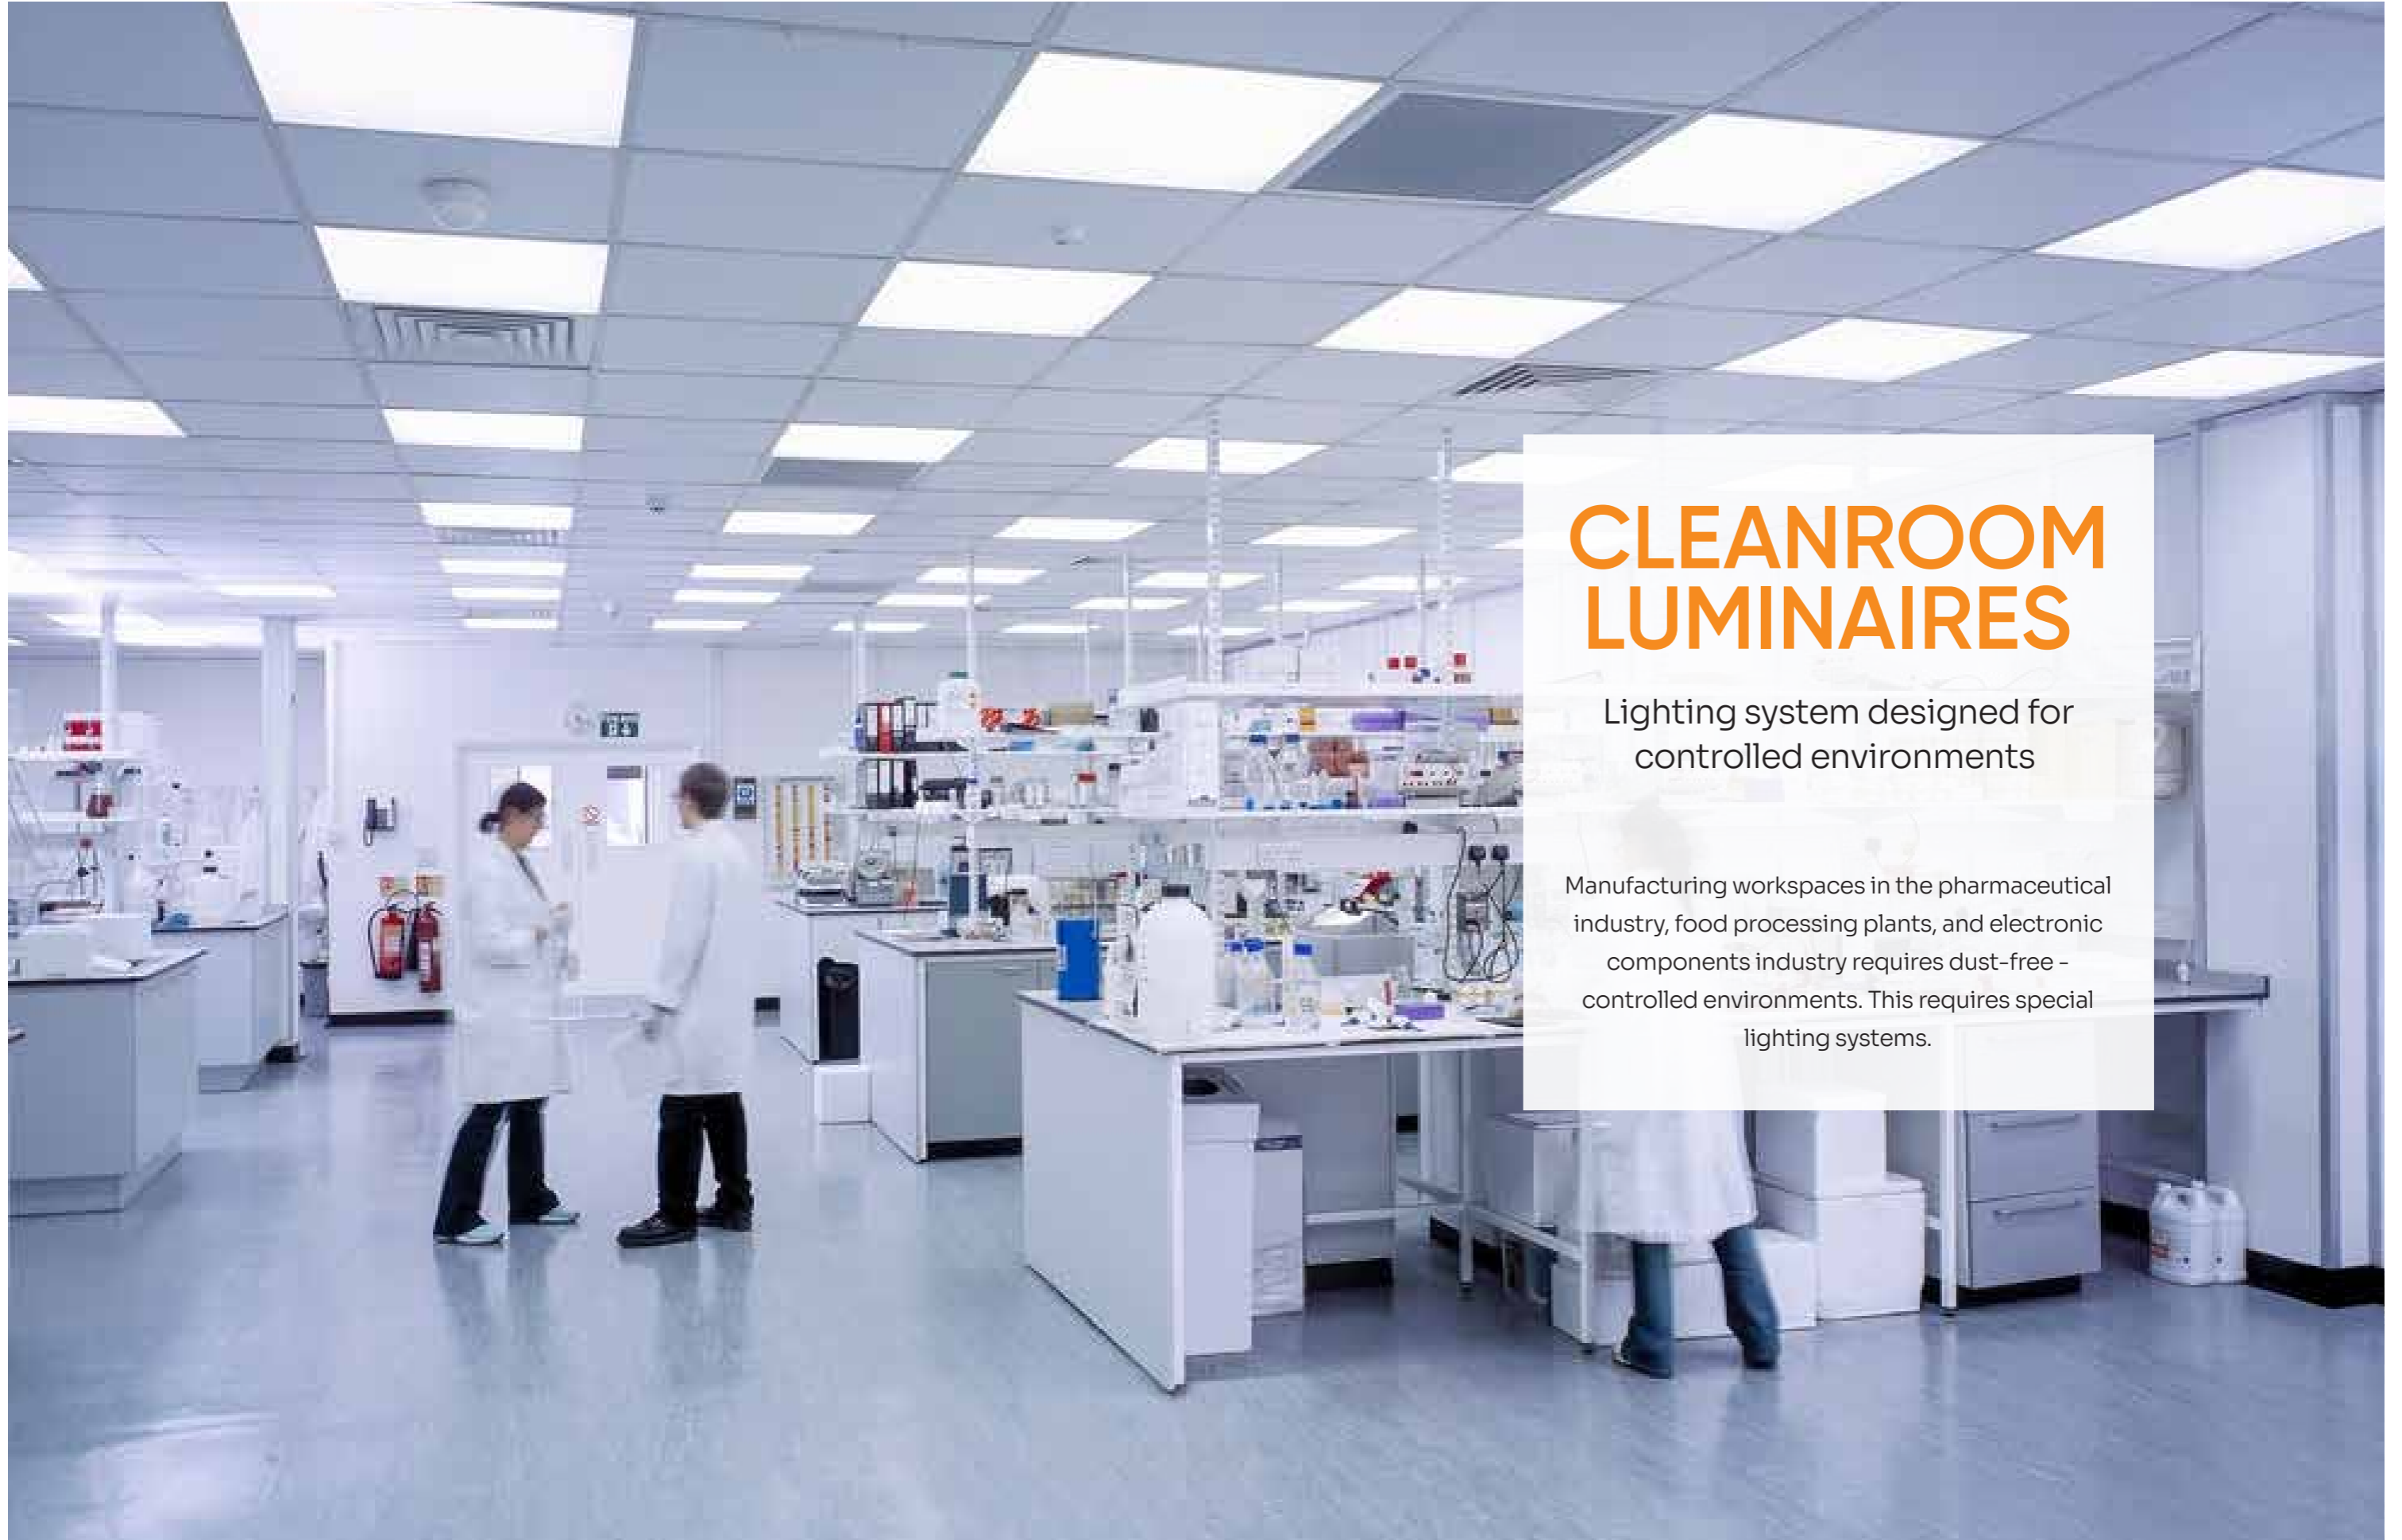 CLEANROOM
LUMINAIRES
Lighting system designed for
controlled environments
Manufacturing workspaces in the pharmaceutical
industry, food processing plants, and electronic
components industry requires dust-free -
controlled environments. This requires special
lighting systems.